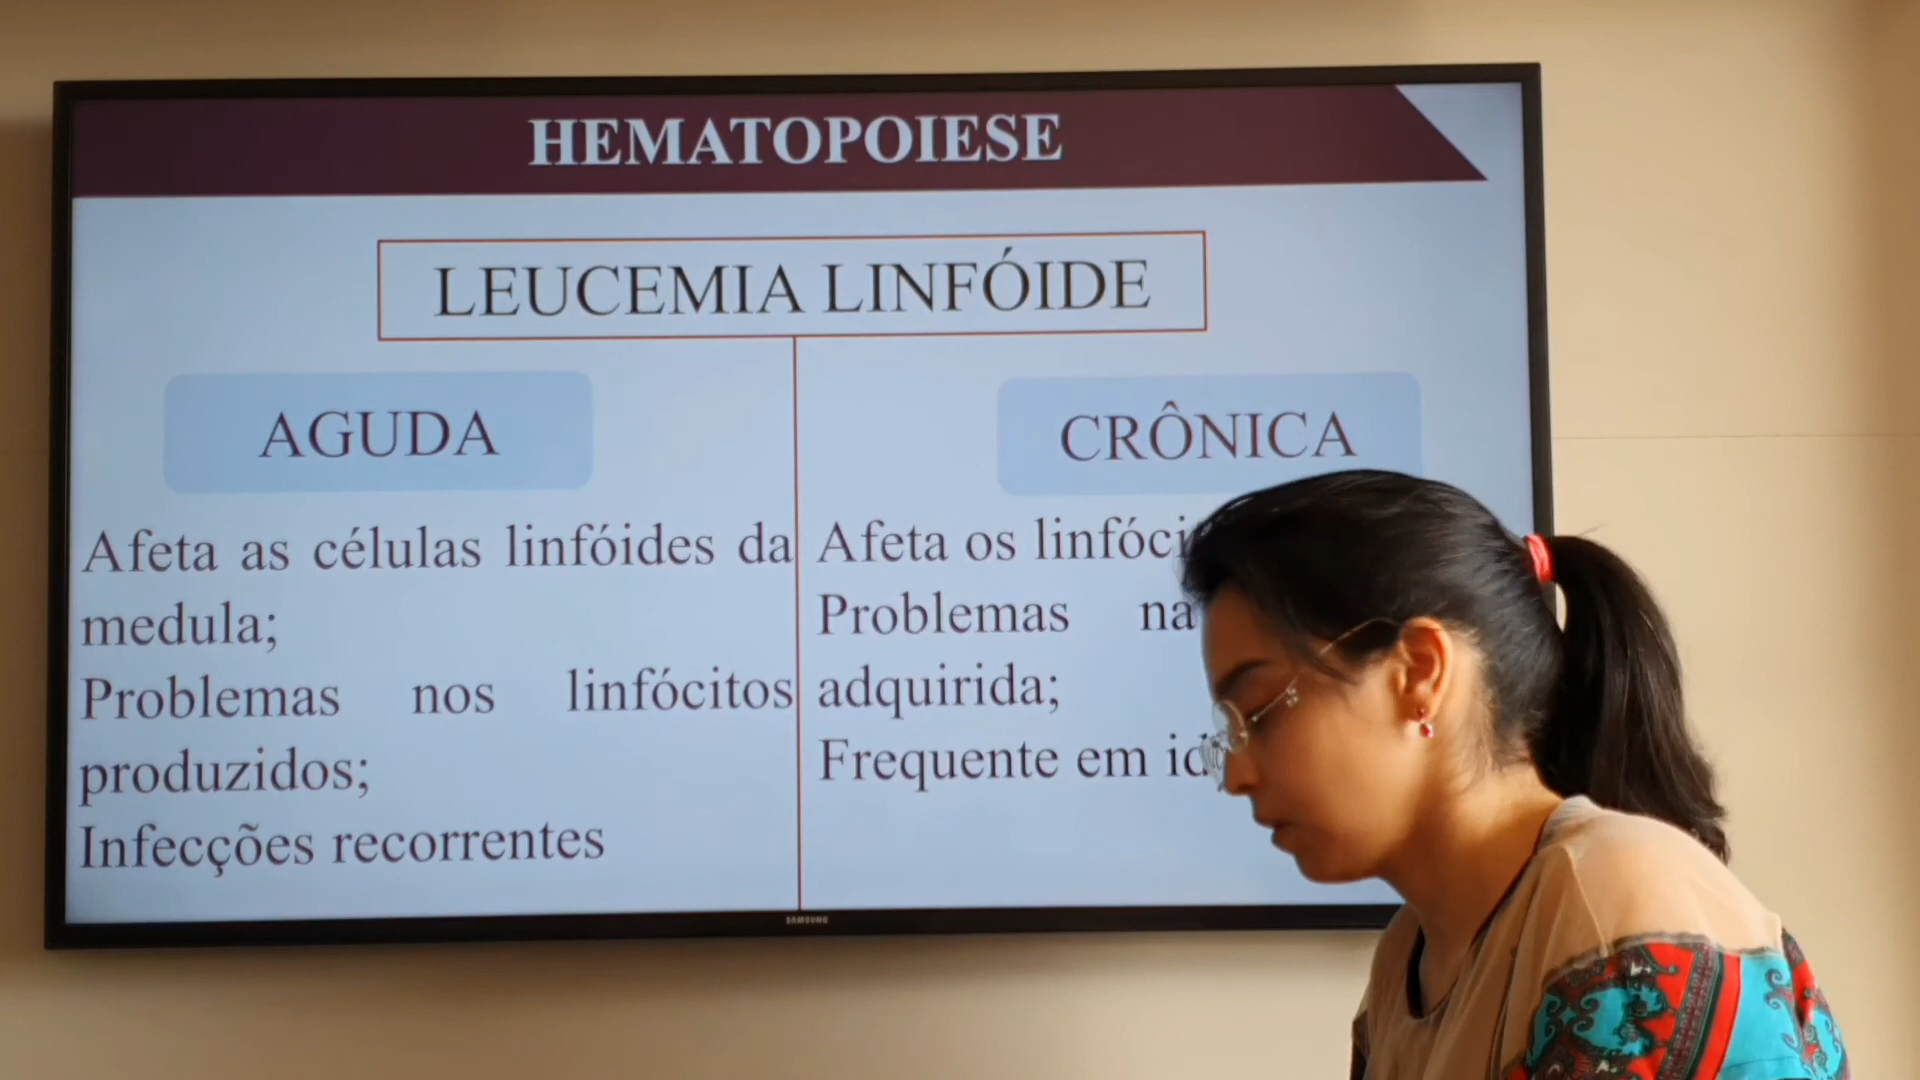 HEMATOPOIESE
LEUCEMIA LINFÓIDE
AGUDA
Afeta as células linfóides da
medula;
Problemas nos linfócitos
produzidos;
Infecções recorrentes
CRÔNICA
Afeta os
Problemas na
adquirida;
Frequente em
SAMSUNG